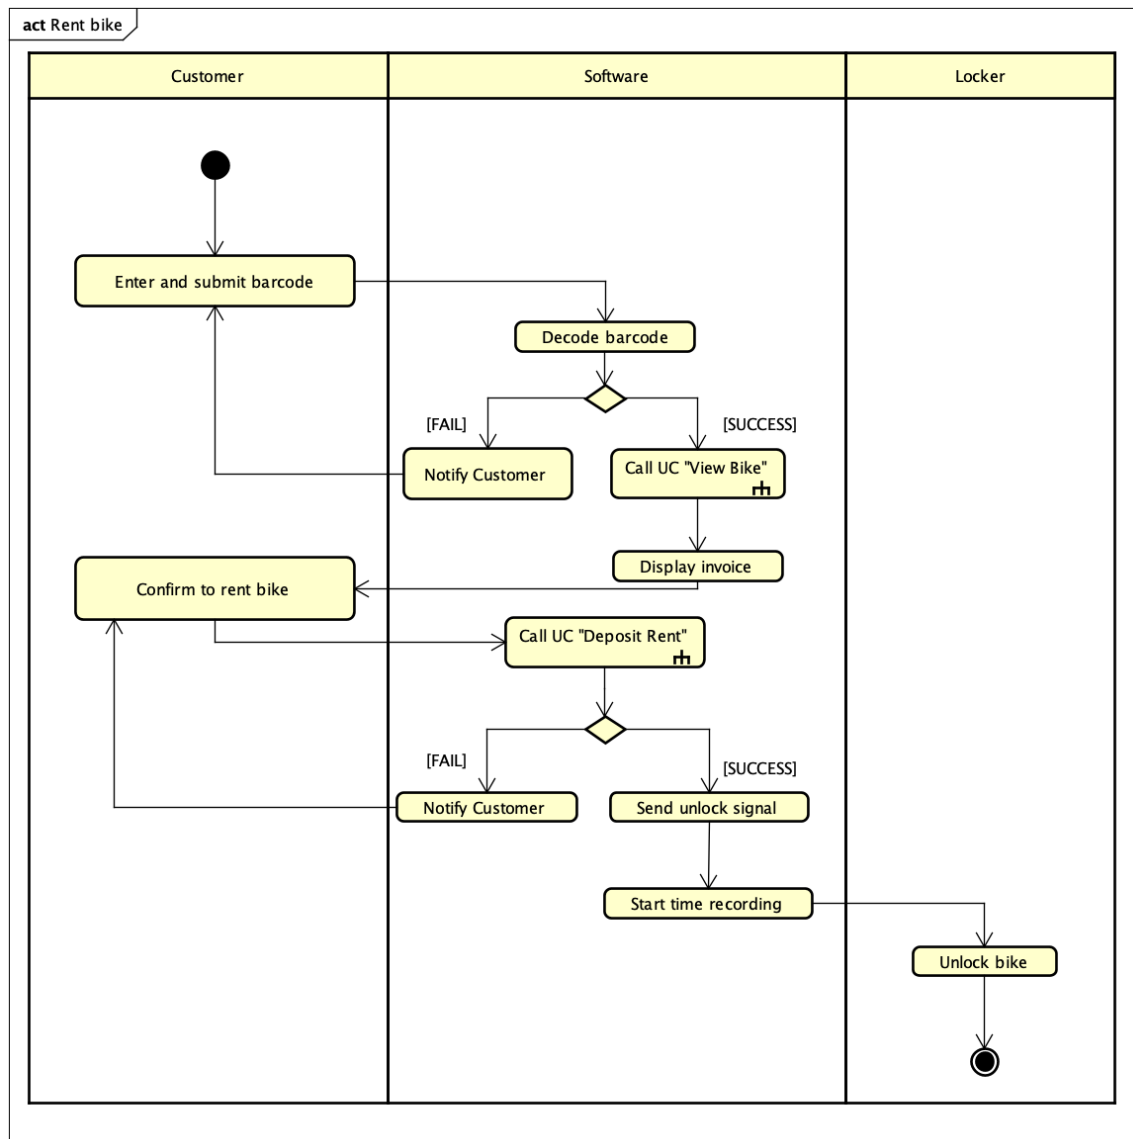 act Rent bike
Customer
Software
Locker
Enter and submit barcode
Decode barcode
[FAIL]
[SUCCESS]
Notify Customer
Call UC "View Bike"
Display invoice
Confirm to rent bike
Call UC "Deposit Rent"
[FAIL]
[SUCCESS]
Notify Customer
Send unlock signal
Start time recording
Unlock bike